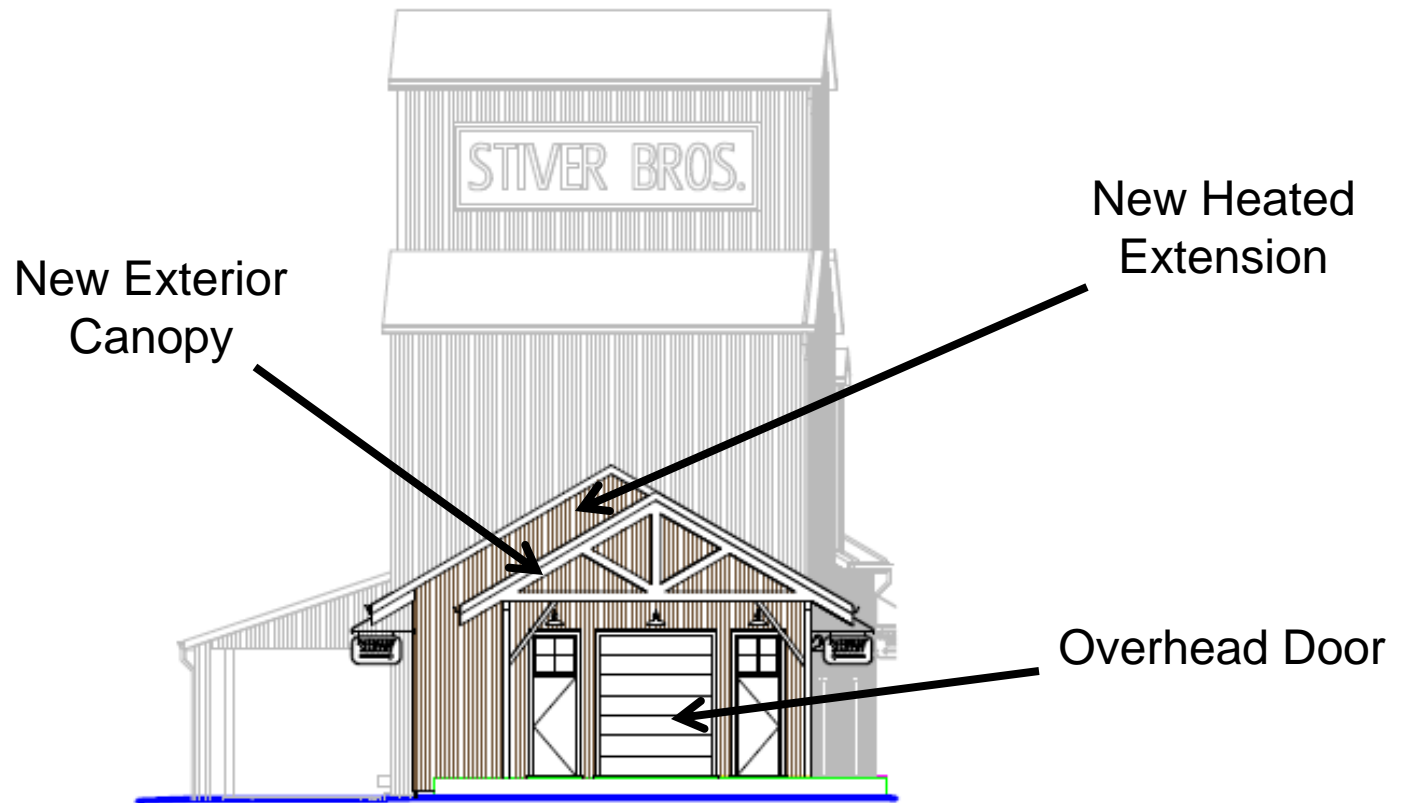 STIVER BROS.
New Heated
Extension
New Exterior
Canopy
Overhead Door